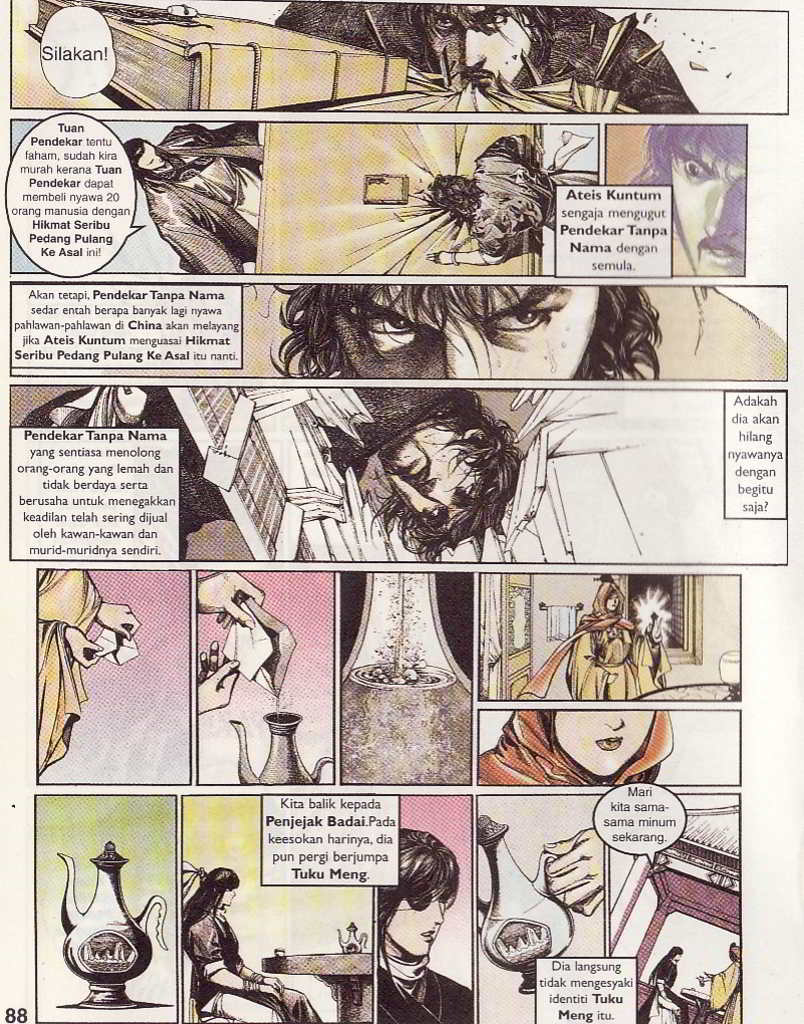 Silakan!
Tuan
Pendekar tentu
faham, sudah kira
murah kerana Tuan
Pendekar dapat
membeli nyawa 20
orang manusia dengan
Hikmat Seribu
Pedang Pulang
Ke Asal ini!
Ateis Kuntum
sengaja mengugut
Pendekar Tanpa
Nama dengan
semula.
Akan tetapi, Pendekar Tanpa Nama
sedar entah berapa banyak lagi nyawa
pahlawan-pahlawan di China akan melayang
jika Ateis Kuntum menguasai Hikmat
Seribu Pedang Pulang Ke Asal itu nanti.
Pendekar Tanpa Nama
yang sentiasa menolong
orang-orang yang lemah dan
tidak berdaya serta
berusaha untuk menegakkan
keadilan telah sering dijual
oleh kawan-kawan dan
murid-muridnya sendiri.
Adakah
dia akan
hilang
nyawanya
dengan
begitu
saja?
Kita balik kepada
Penjejak Badai.Pada
keesokan harinya, dia
pun pergi berjumpa
Tuku Meng.
Mari
kita sama-
sama minum
sekarang.
Dia langsung
tidak mengesyaki
identiti Tuku
Meng itu.
88